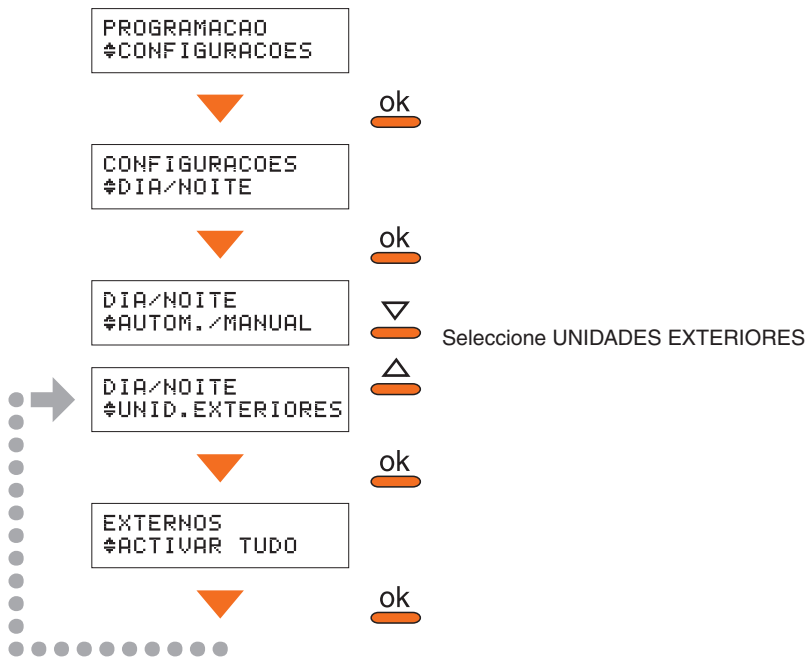 PROGRAMACAO
CONFIGURACOES
ok
CONFIGURACOES
DIA/NOITE
ok
DIA/NOITE
AUTOM./MANUAL
Seleccione UNIDADES EXTERIORES
DIA/NOITE
UNID.EXTERIORES
ok
EXTERNOS
ACTIVAR TUDO
ok